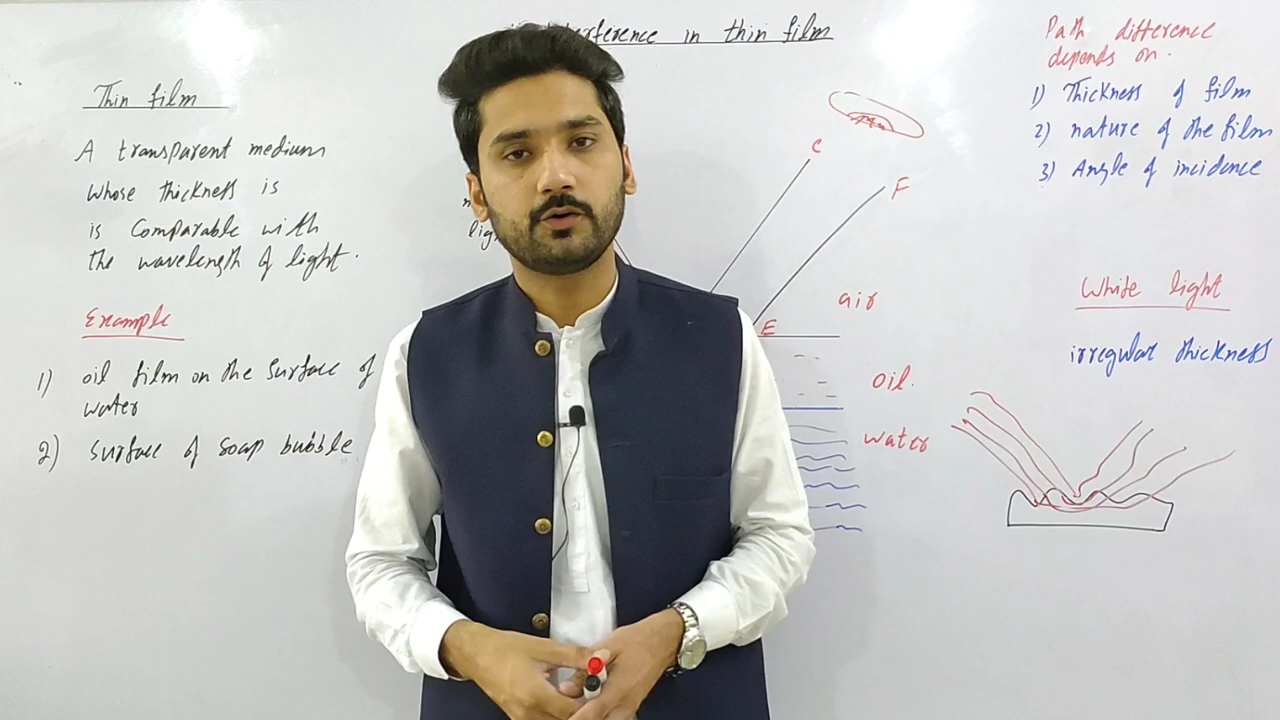 interference in thin film
Thin film
A transparent medium
whose thickness is
is comparable with
the wavelength of light.
Example
1) oil film on the surface of
water
2) surface of soap bubble
C
F
E
air
oil.
water
Path difference
depends on.
1) Thickness of film
2) nature of the film
3) Angle of incidence
White light
irregular thickness